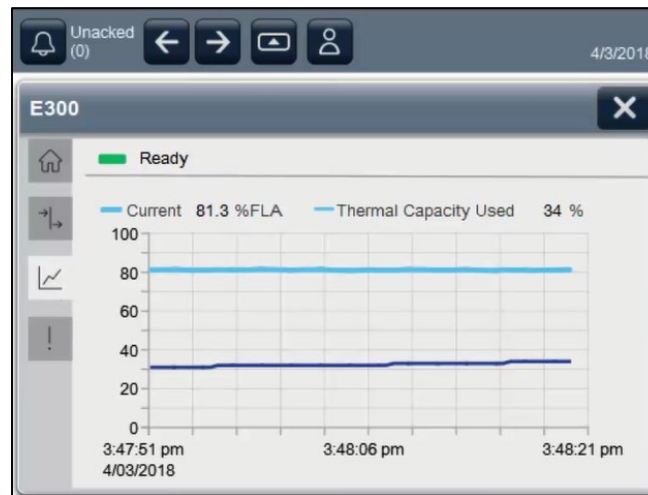 Unacked
(0)
4/3/2018
E300
Ready
Current 81.3 %FLA Thermal Capacity Used 34 %
100
80
60
40
20
0
3:47:51 pm 3:48:06 pm 3:48:21 pm
4/03/2018